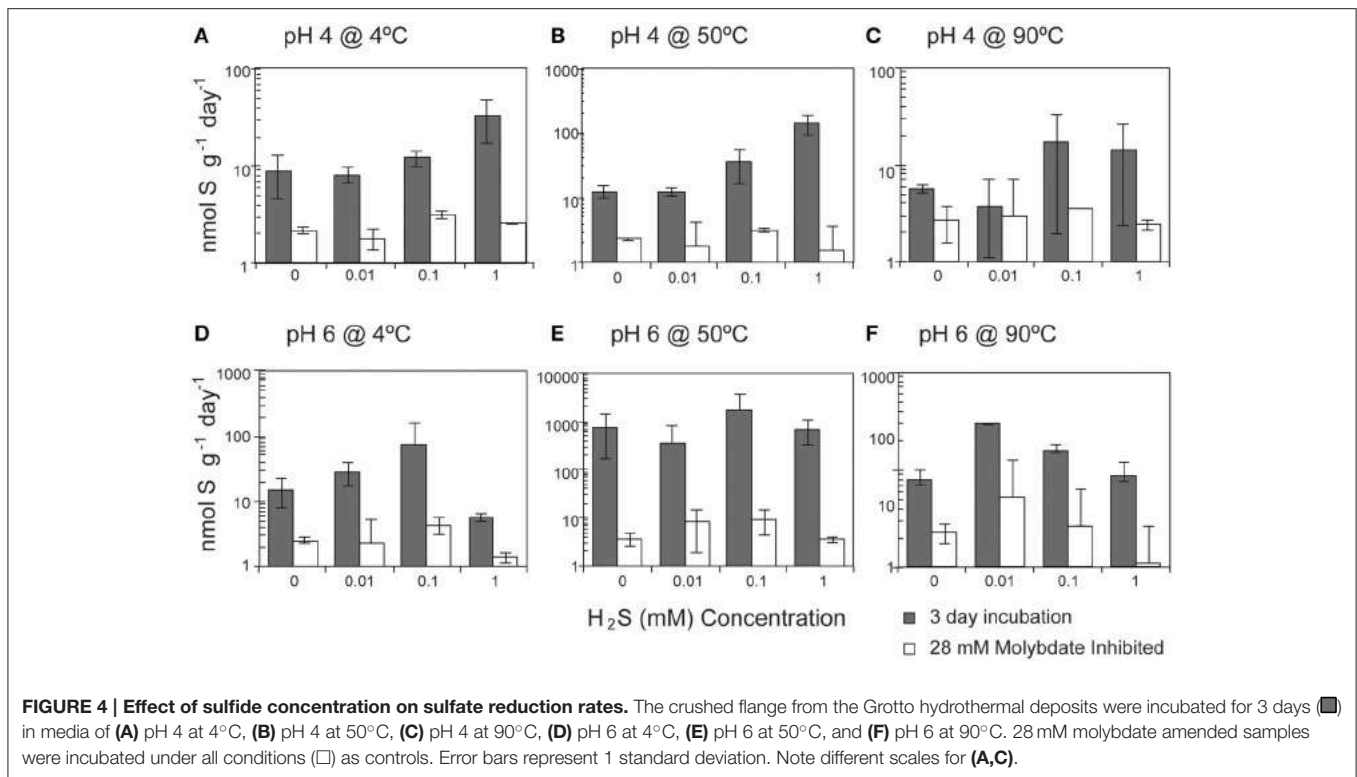 A pH 4 @ 4ºC
B pH 4 @ 50ºC
C pH 4 @ 90ºC
nmol S g⁻¹ day⁻¹
100
10
1
0 0.01 0.1 1
1000
100
10
1
0 0.01 0.1 1
100
10
1
0 0.01 0.1 1
D pH 6 @ 4ºC
E pH 6 @ 50ºC
F pH 6 @ 90ºC
nmol S g⁻¹ day⁻¹
1000
100
10
1
0 0.01 0.1 1
10000
1000
100
10
1
0 0.01 0.1 1
1000
100
10
1
0 0.01 0.1 1
H₂S (mM) Concentration
3 day incubation
28 mM Molybdate Inhibited
FIGURE 4 | Effect of sulfide concentration on sulfate reduction rates. The crushed flange from the Grotto hydrothermal deposits were incubated for 3 days (■)
in media of (A) pH 4 at 4°C, (B) pH 4 at 50°C, (C) pH 4 at 90°C, (D) pH 6 at 4°C, (E) pH 6 at 50°C, and (F) pH 6 at 90°C. 28 mM molybdate amended samples
were incubated under all conditions (□) as controls. Error bars represent 1 standard deviation. Note different scales for (A,C).